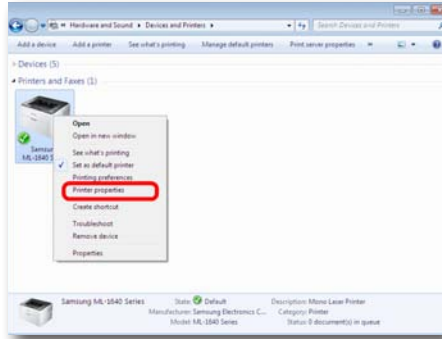 Hardware and Sound ▸ Devices and Printers ▸
Search Devices and Printers
Add a device Add a printer See what's printing Manage default printers Print server properties »
Devices (5)
Printers and Faxes (1)
Samsung
ML-1640 S
Open
Open in new window
See what's printing
Set as default printer
Printing preferences
Printer properties
Create shortcut
Troubleshoot
Remove device
Properties
Samsung ML-1640 Series State: Default Description: Mono Laser Printer
Manufacturer: Samsung Electronics C... Category: Printer
Model: ML-1640 Series Status: 0 document(s) in queue